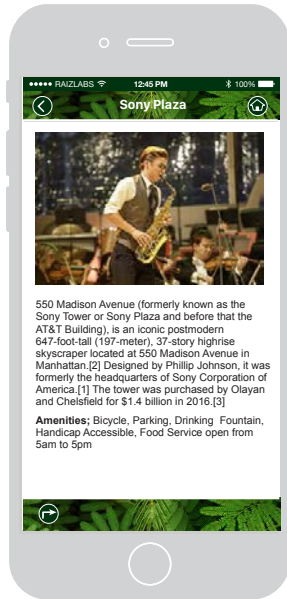 RAIZLABS 12:45 PM 100%
Sony Plaza
550 Madison Avenue (formerly known as the
Sony Tower or Sony Plaza and before that the
AT&T Building), is an iconic postmodern
647-foot-tall (197-meter), 37-story highrise
skyscraper located at 550 Madison Avenue in
Manhattan.[2] Designed by Phillip Johnson, it was
formerly the headquarters of Sony Corporation of
America.[1] The tower was purchased by Olayan
and Chelsfield for $1.4 billion in 2016.[3]
Amenities; Bicycle, Parking, Drinking Fountain,
Handicap Accessible, Food Service open from
5am to 5pm